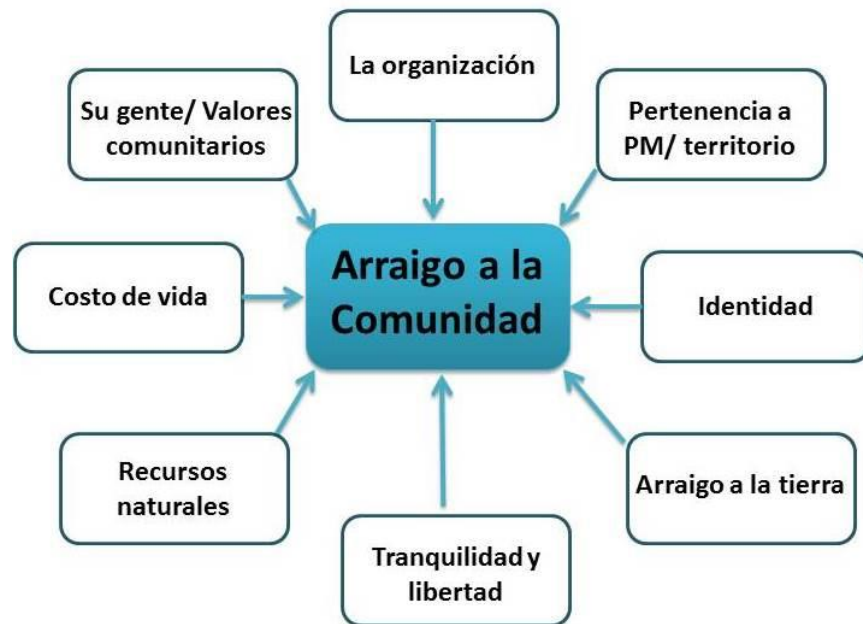 La organización
Su gente/ Valores
comunitarios
Pertenencia a
PM/ territorio
Arraigo a la
Comunidad
Costo de vida
Identidad
Recursos
naturales
Arraigo a la tierra
Tranquilidad y
libertad